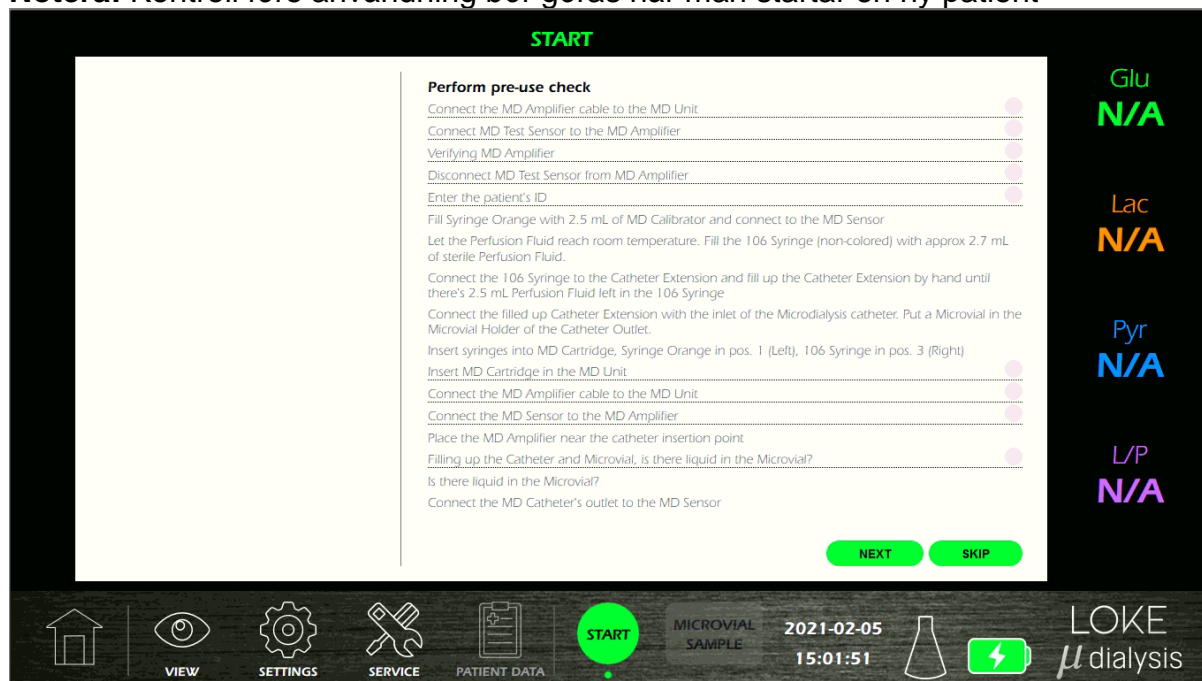 START
Perform pre-use check
Connect the MD Amplifier cable to the MD Unit
Connect MD Test Sensor to the MD Amplifier
Verifying MD Amplifier
Disconnect MD Test Sensor from MD Amplifier
Enter the patient's ID
Fill Syringe Orange with 2.5 mL of MD Calibrator and connect to the MD Sensor
Let the Perfusion Fluid reach room temperature. Fill the 106 Syringe (non-colored) with approx 2.7 mL
of sterile Perfusion Fluid.
Connect the 106 Syringe to the Catheter Extension and fill up the Catheter Extension by hand until
there's 2.5 mL Perfusion Fluid left in the 106 Syringe
Connect the filled up Catheter Extension with the inlet of the Microdialysis catheter. Put a Microvial in the
Microvial Holder of the Catheter Outlet.
Insert syringes into MD Cartridge, Syringe Orange in pos. 1 (Left), 106 Syringe in pos. 3 (Right)
Insert MD Cartridge in the MD Unit
Connect the MD Amplifier cable to the MD Unit
Connect the MD Sensor to the MD Amplifier
Place the MD Amplifier near the catheter insertion point
Filling up the Catheter and Microvial, is there liquid in the Microvial?
Is there liquid in the Microvial?
Connect the MD Catheter's outlet to the MD Sensor
NEXT
SKIP
Glu
N/A
Lac
N/A
Pyr
N/A
L/P
N/A
VIEW
SETTINGS
SERVICE
PATIENT DATA
START
MICROVIAL
SAMPLE
2021-02-05
15:01:51
LOKE
μ dialysis